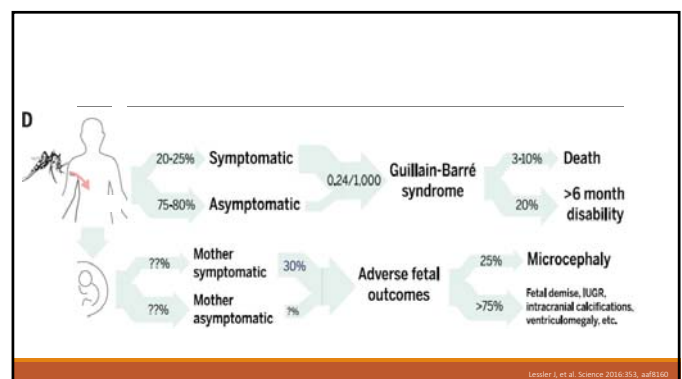 D
20-25% Symptomatic
75-80% Asymptomatic
0.24/1,000
Guillain-Barré
syndrome
3-10% Death
20% >6 month
disability
??% Mother
symptomatic
30%
??% Mother
asymptomatic
?%
Adverse fetal
outcomes
25% Microcephaly
>75% Fetal demise, IUGR,
intracranial calcifications,
ventriculomegaly, etc.
Lessler J, et al. Science 2016:353, aaf8160